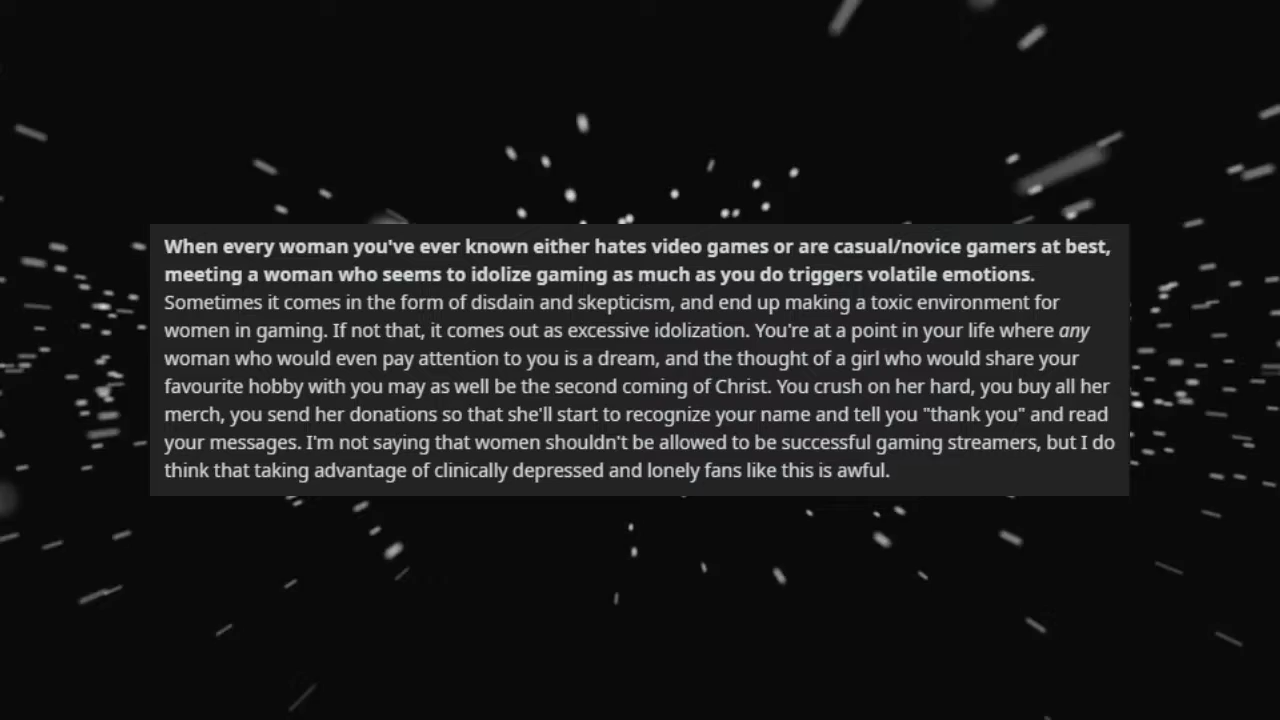 When every woman you've ever known either hates video games or are casual/novice gamers at best,
meeting a woman who seems to idolize gaming as much as you do triggers volatile emotions.
Sometimes it comes in the form of disdain and skepticism, and end up making a toxic environment for
women in gaming. If not that, it comes out as excessive idolization. You're at a point in your life where any
woman who would even pay attention to you is a dream, and the thought of a girl who would share your
favourite hobby with you may as well be the second coming of Christ. You crush on her hard, you buy all her
merch, you send her donations so that she'll start to recognize your name and tell you "thank you" and read
your messages. I'm not saying that women shouldn't be allowed to be successful gaming streamers, but I do
think that taking advantage of clinically depressed and lonely fans like this is awful.